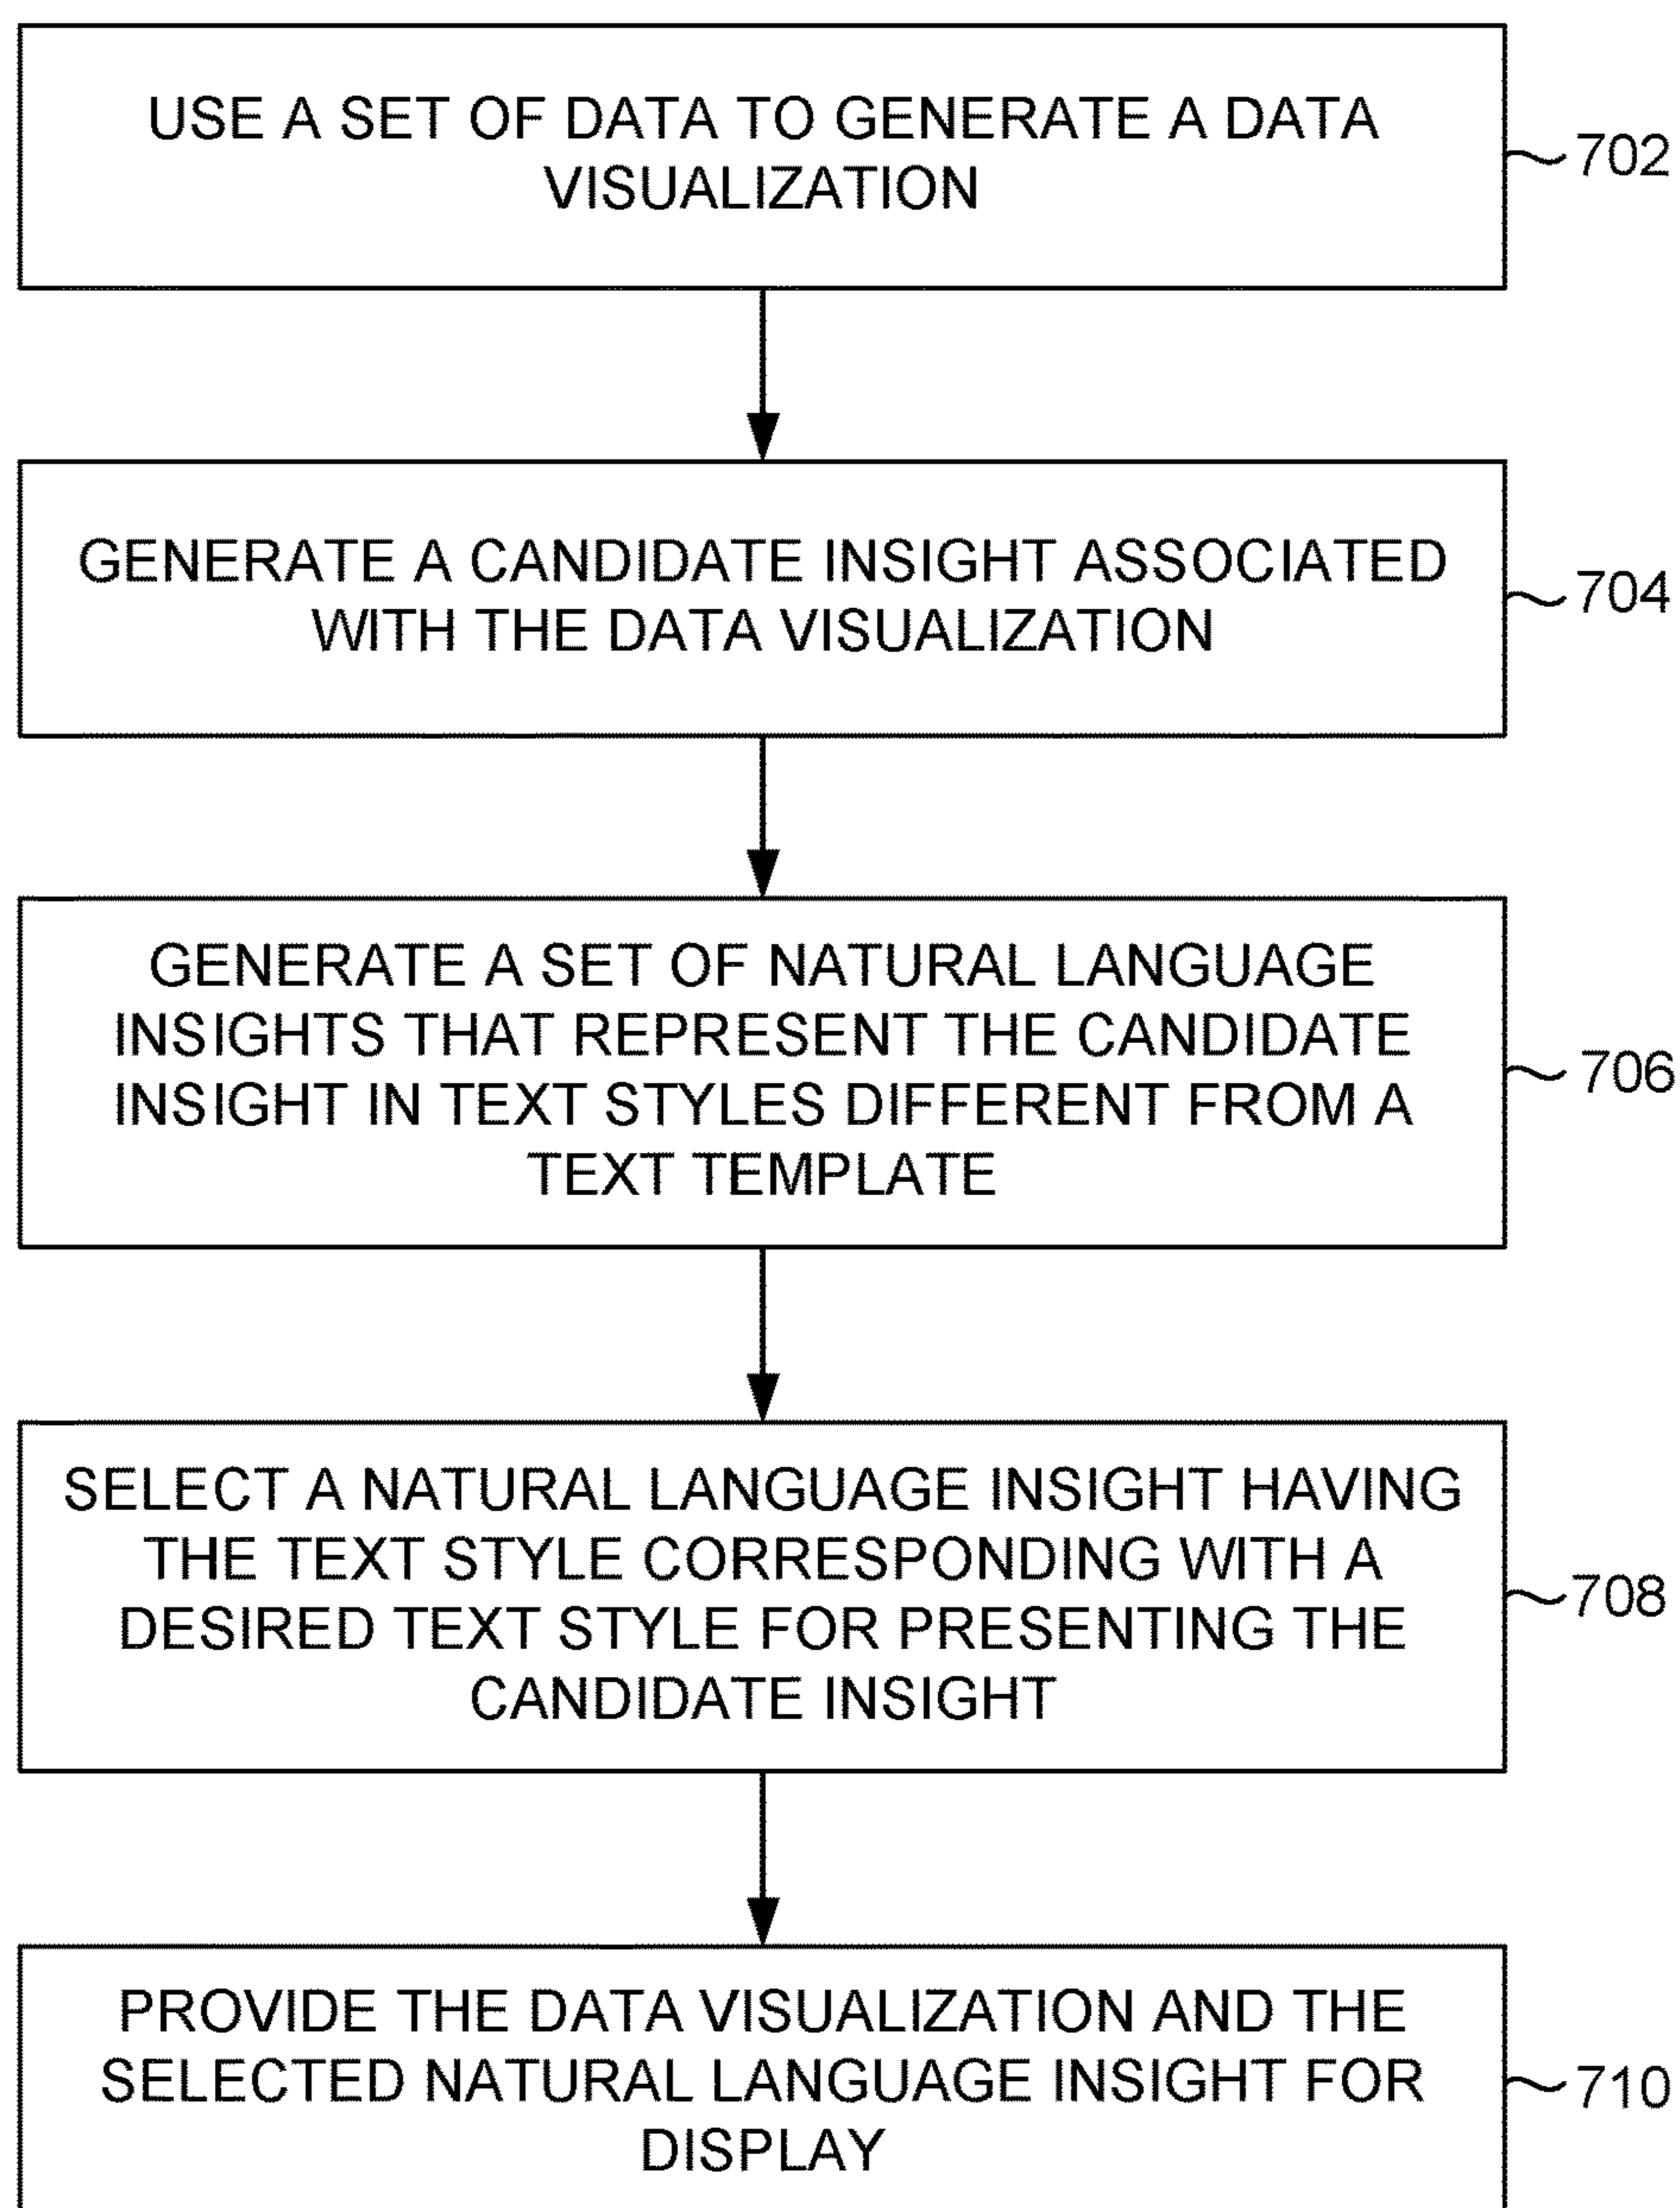 USE A SET OF DATA TO GENERATE A DATA
VISUALIZATION
702
GENERATE A CANDIDATE INSIGHT ASSOCIATED
WITH THE DATA VISUALIZATION
704
GENERATE A SET OF NATURAL LANGUAGE
INSIGHTS THAT REPRESENT THE CANDIDATE
INSIGHT IN TEXT STYLES DIFFERENT FROM A
TEXT TEMPLATE
706
SELECT A NATURAL LANGUAGE INSIGHT HAVING
THE TEXT STYLE CORRESPONDING WITH A
DESIRED TEXT STYLE FOR PRESENTING THE
CANDIDATE INSIGHT
708
PROVIDE THE DATA VISUALIZATION AND THE
SELECTED NATURAL LANGUAGE INSIGHT FOR
DISPLAY
710